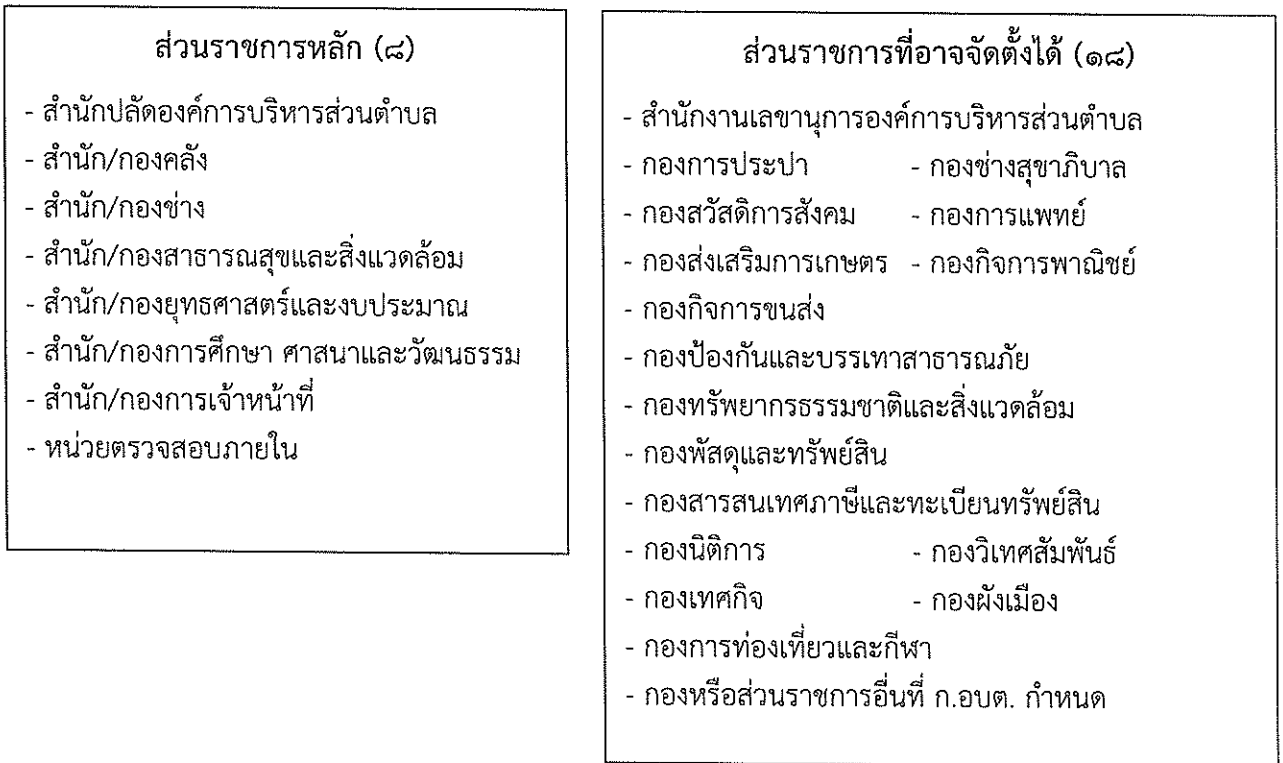 ส่วนราชการหลัก (๘)
- สำนักปลัดองค์การบริหารส่วนตำบล
- สำนัก/กองคลัง
- สำนัก/กองช่าง
- สำนัก/กองสาธารณสุขและสิ่งแวดล้อม
- สำนัก/กองยุทธศาสตร์และงบประมาณ
- สำนัก/กองการศึกษา ศาสนาและวัฒนธรรม
- สำนัก/กองการเจ้าหน้าที่
- หน่วยตรวจสอบภายใน
ส่วนราชการที่อาจจัดตั้งได้ (๑๘)
- สำนักงานเลขานุการองค์การบริหารส่วนตำบล
- กองการประปา - กองช่างสุขาภิบาล
- กองสวัสดิการสังคม - กองการแพทย์
- กองส่งเสริมการเกษตร - กองกิจการพาณิชย์
- กองกิจการขนส่ง
- กองป้องกันและบรรเทาสาธารณภัย
- กองทรัพยากรธรรมชาติและสิ่งแวดล้อม
- กองพัสดุและทรัพย์สิน
- กองสารสนเทศภาษีและทะเบียนทรัพย์สิน
- กองนิติการ - กองวิเทศสัมพันธ์
- กองเทศกิจ - กองผังเมือง
- กองการท่องเที่ยวและกีฬา
- กองหรือส่วนราชการอื่นที่ ก.อบต. กำหนด